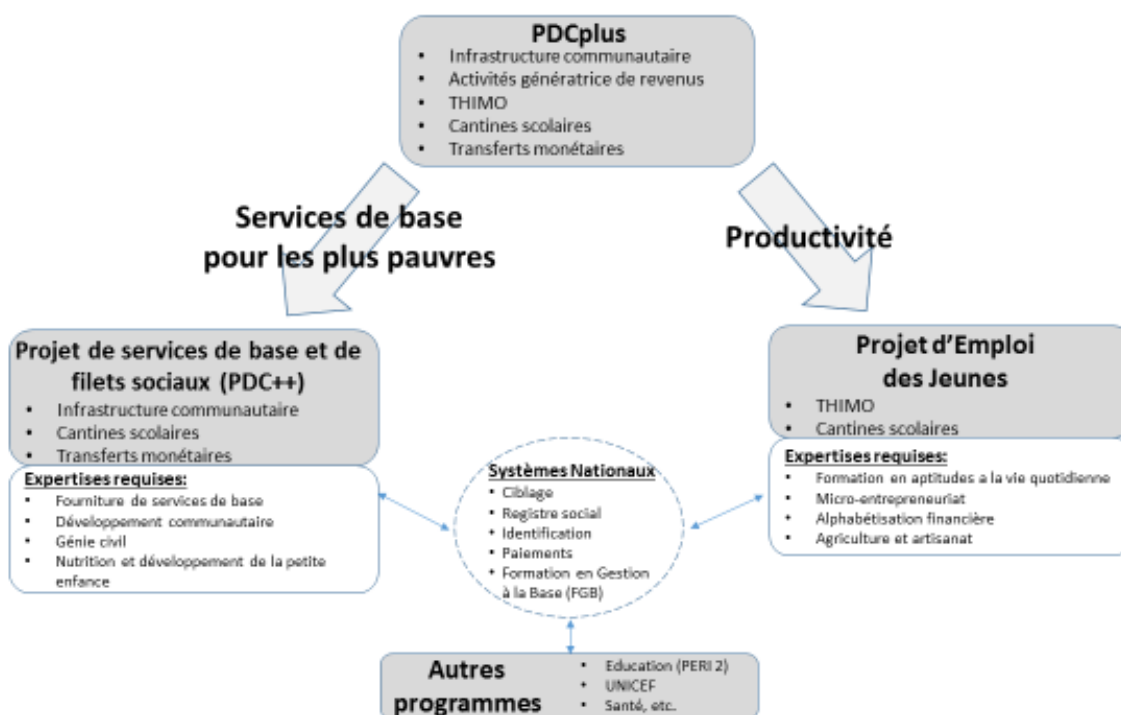 PDCplus
• Infrastructure communautaire
• Activités génératrice de revenus
• THIMO
• Cantines scolaires
• Transferts monétaires
Services de base
pour les plus pauvres
Productivité
Projet de services de base et de
filets sociaux (PDC++)
• Infrastructure communautaire
• Cantines scolaires
• Transferts monétaires
Expertises requises:
• Fourniture de services de base
• Développement communautaire
• Génie civil
• Nutrition et développement de la petite
enfance
Systèmes Nationaux
• Ciblage
• Registre social
• Identification
• Paiements
• Formation en Gestion
à la Base (FGB)
Projet d'Emploi
des Jeunes
• THIMO
• Cantines scolaires
Expertises requises:
• Formation en aptitudes a la vie quotidienne
• Micro-entrepreneuriat
• Alphabétisation financière
• Agriculture et artisanat
Autres
programmes
• Education (PERI 2)
• UNICEF
• Santé, etc.